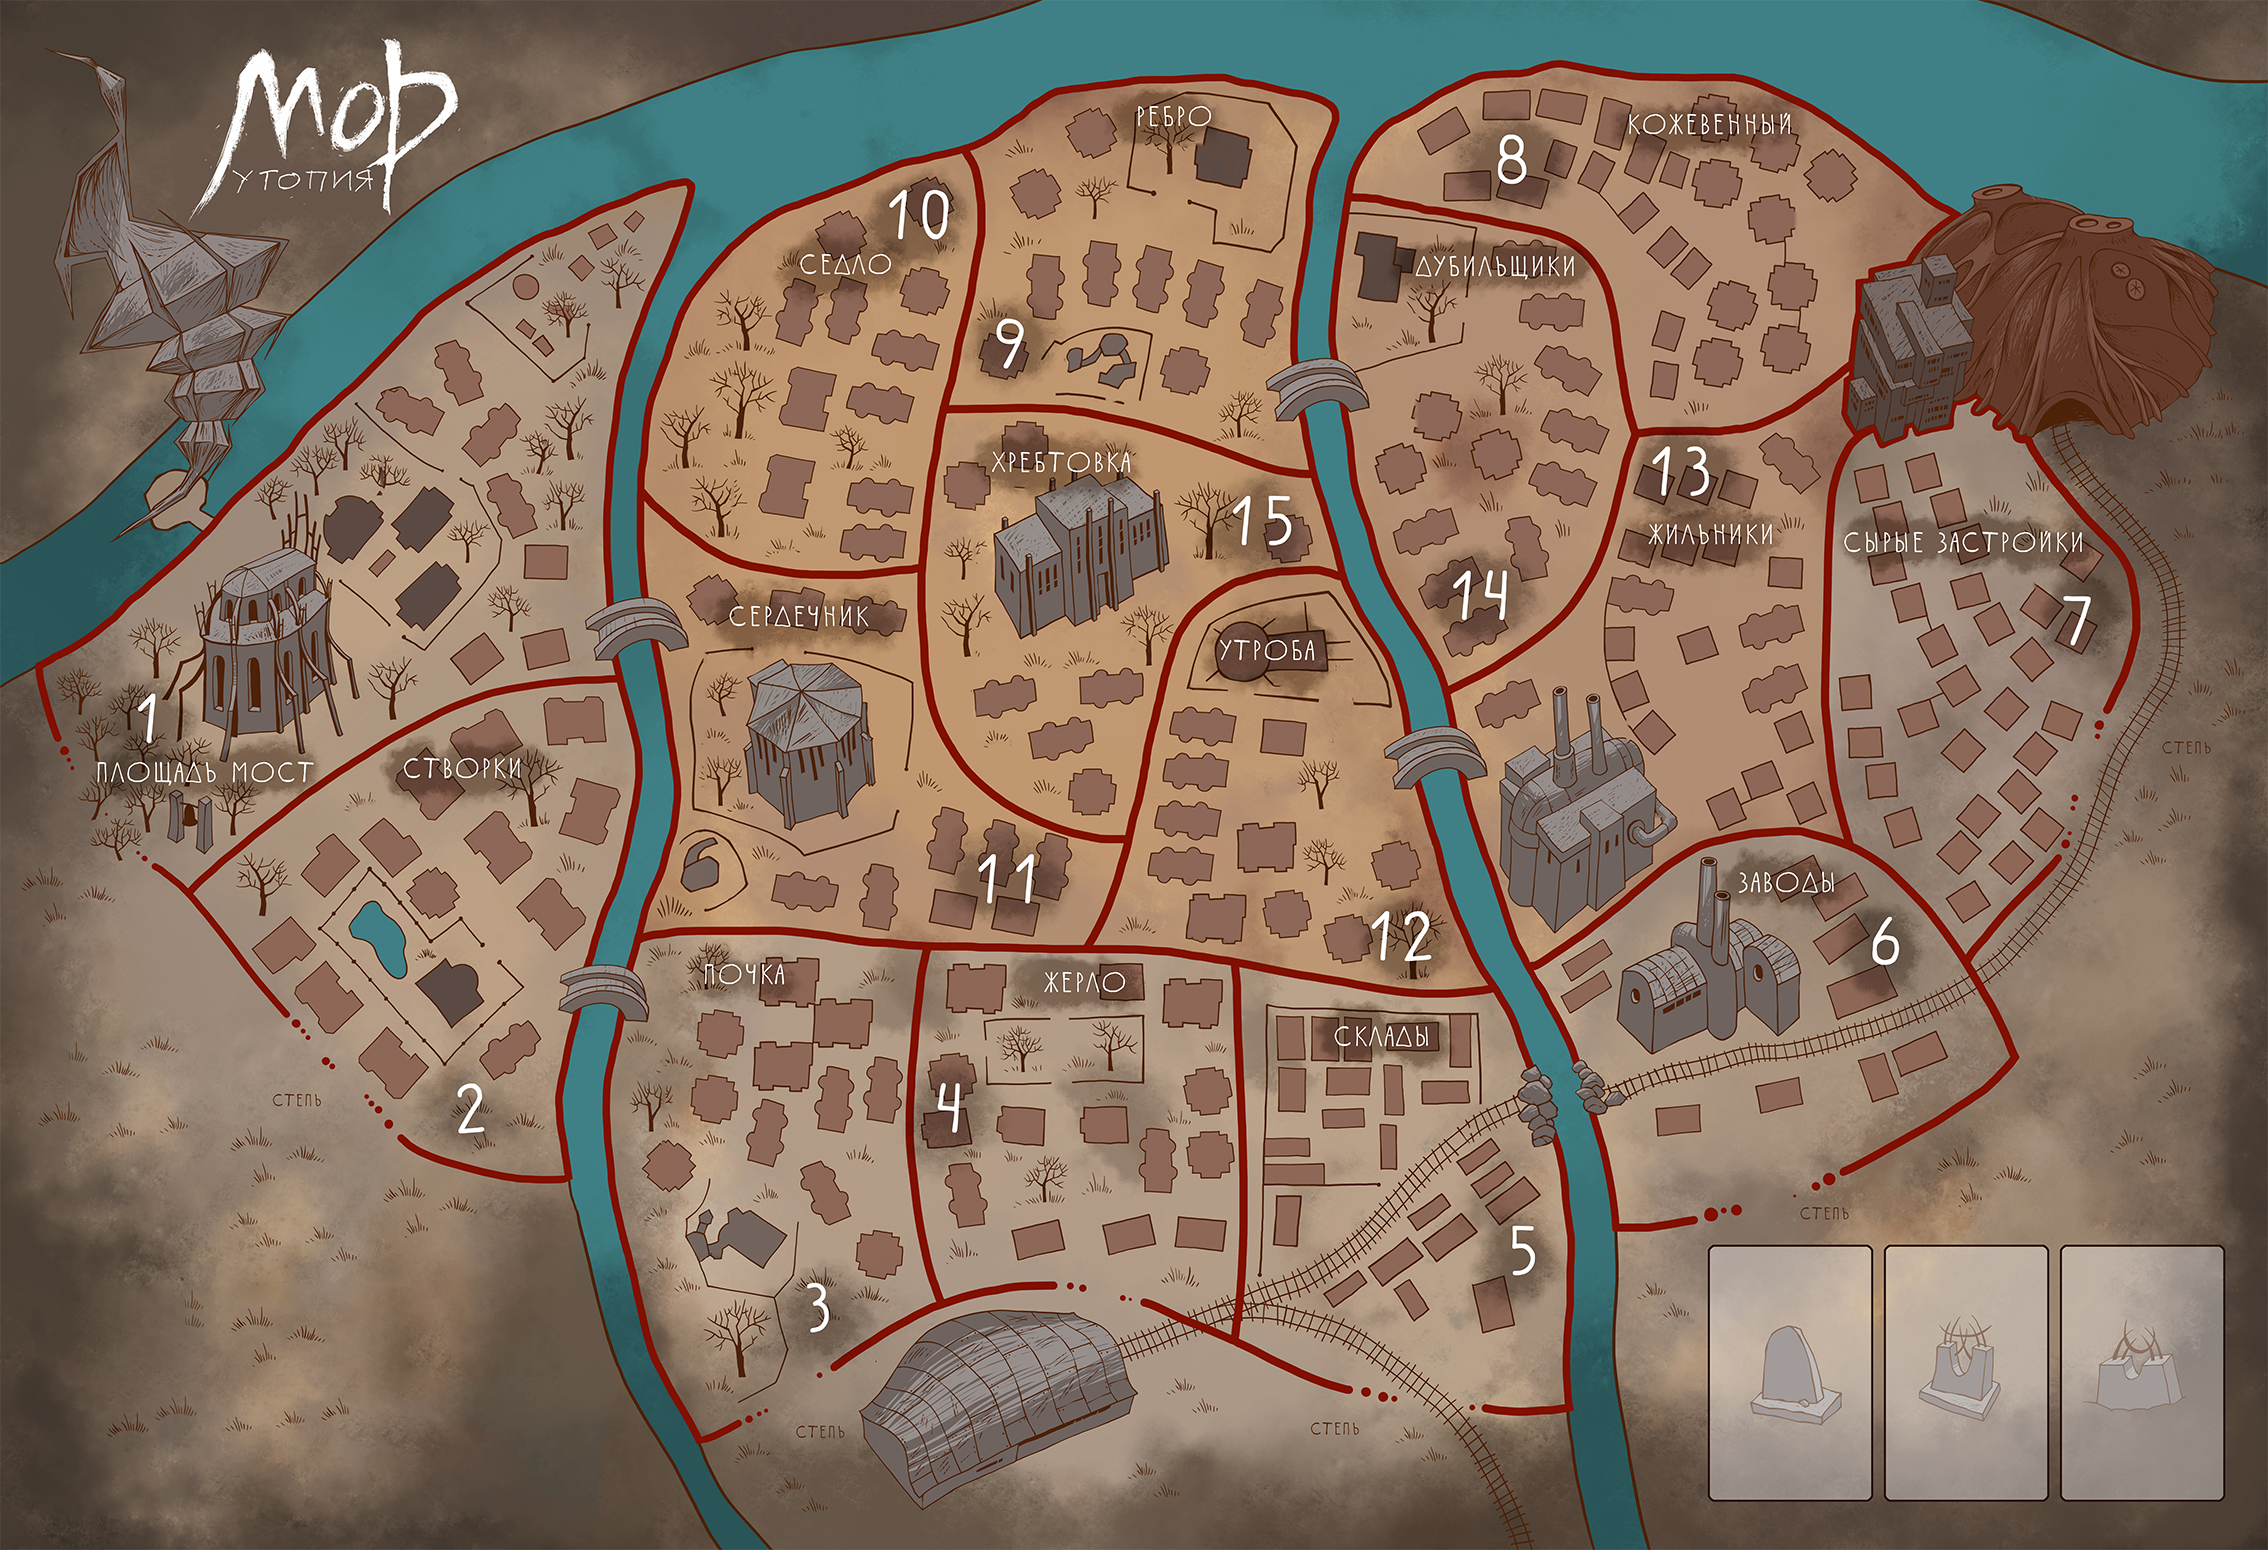 Мор
УТОПИЯ
РЕБРО
КОЖЕВЕННЫЙ
8
10
СЕДЛО
ДУБИЛЬЩИКИ
9
ХРЕБТОВКА
13
15
ЖИЛЬНИКИ
СЫРЫЕ ЗАСТРОЙКИ
14
7
СЕРДЕЧНИК
УТРОБА
1
ПЛОЩАДЬ МОСТ
СТВОРКИ
СТЕПЬ
11
ЗАВОДЫ
12
6
ПОЧКА
ЖЕРЛО
СКЛАДЫ
СТЕПЬ
2
4
СТЕПЬ
5
3
СТЕПЬ
СТЕПЬ